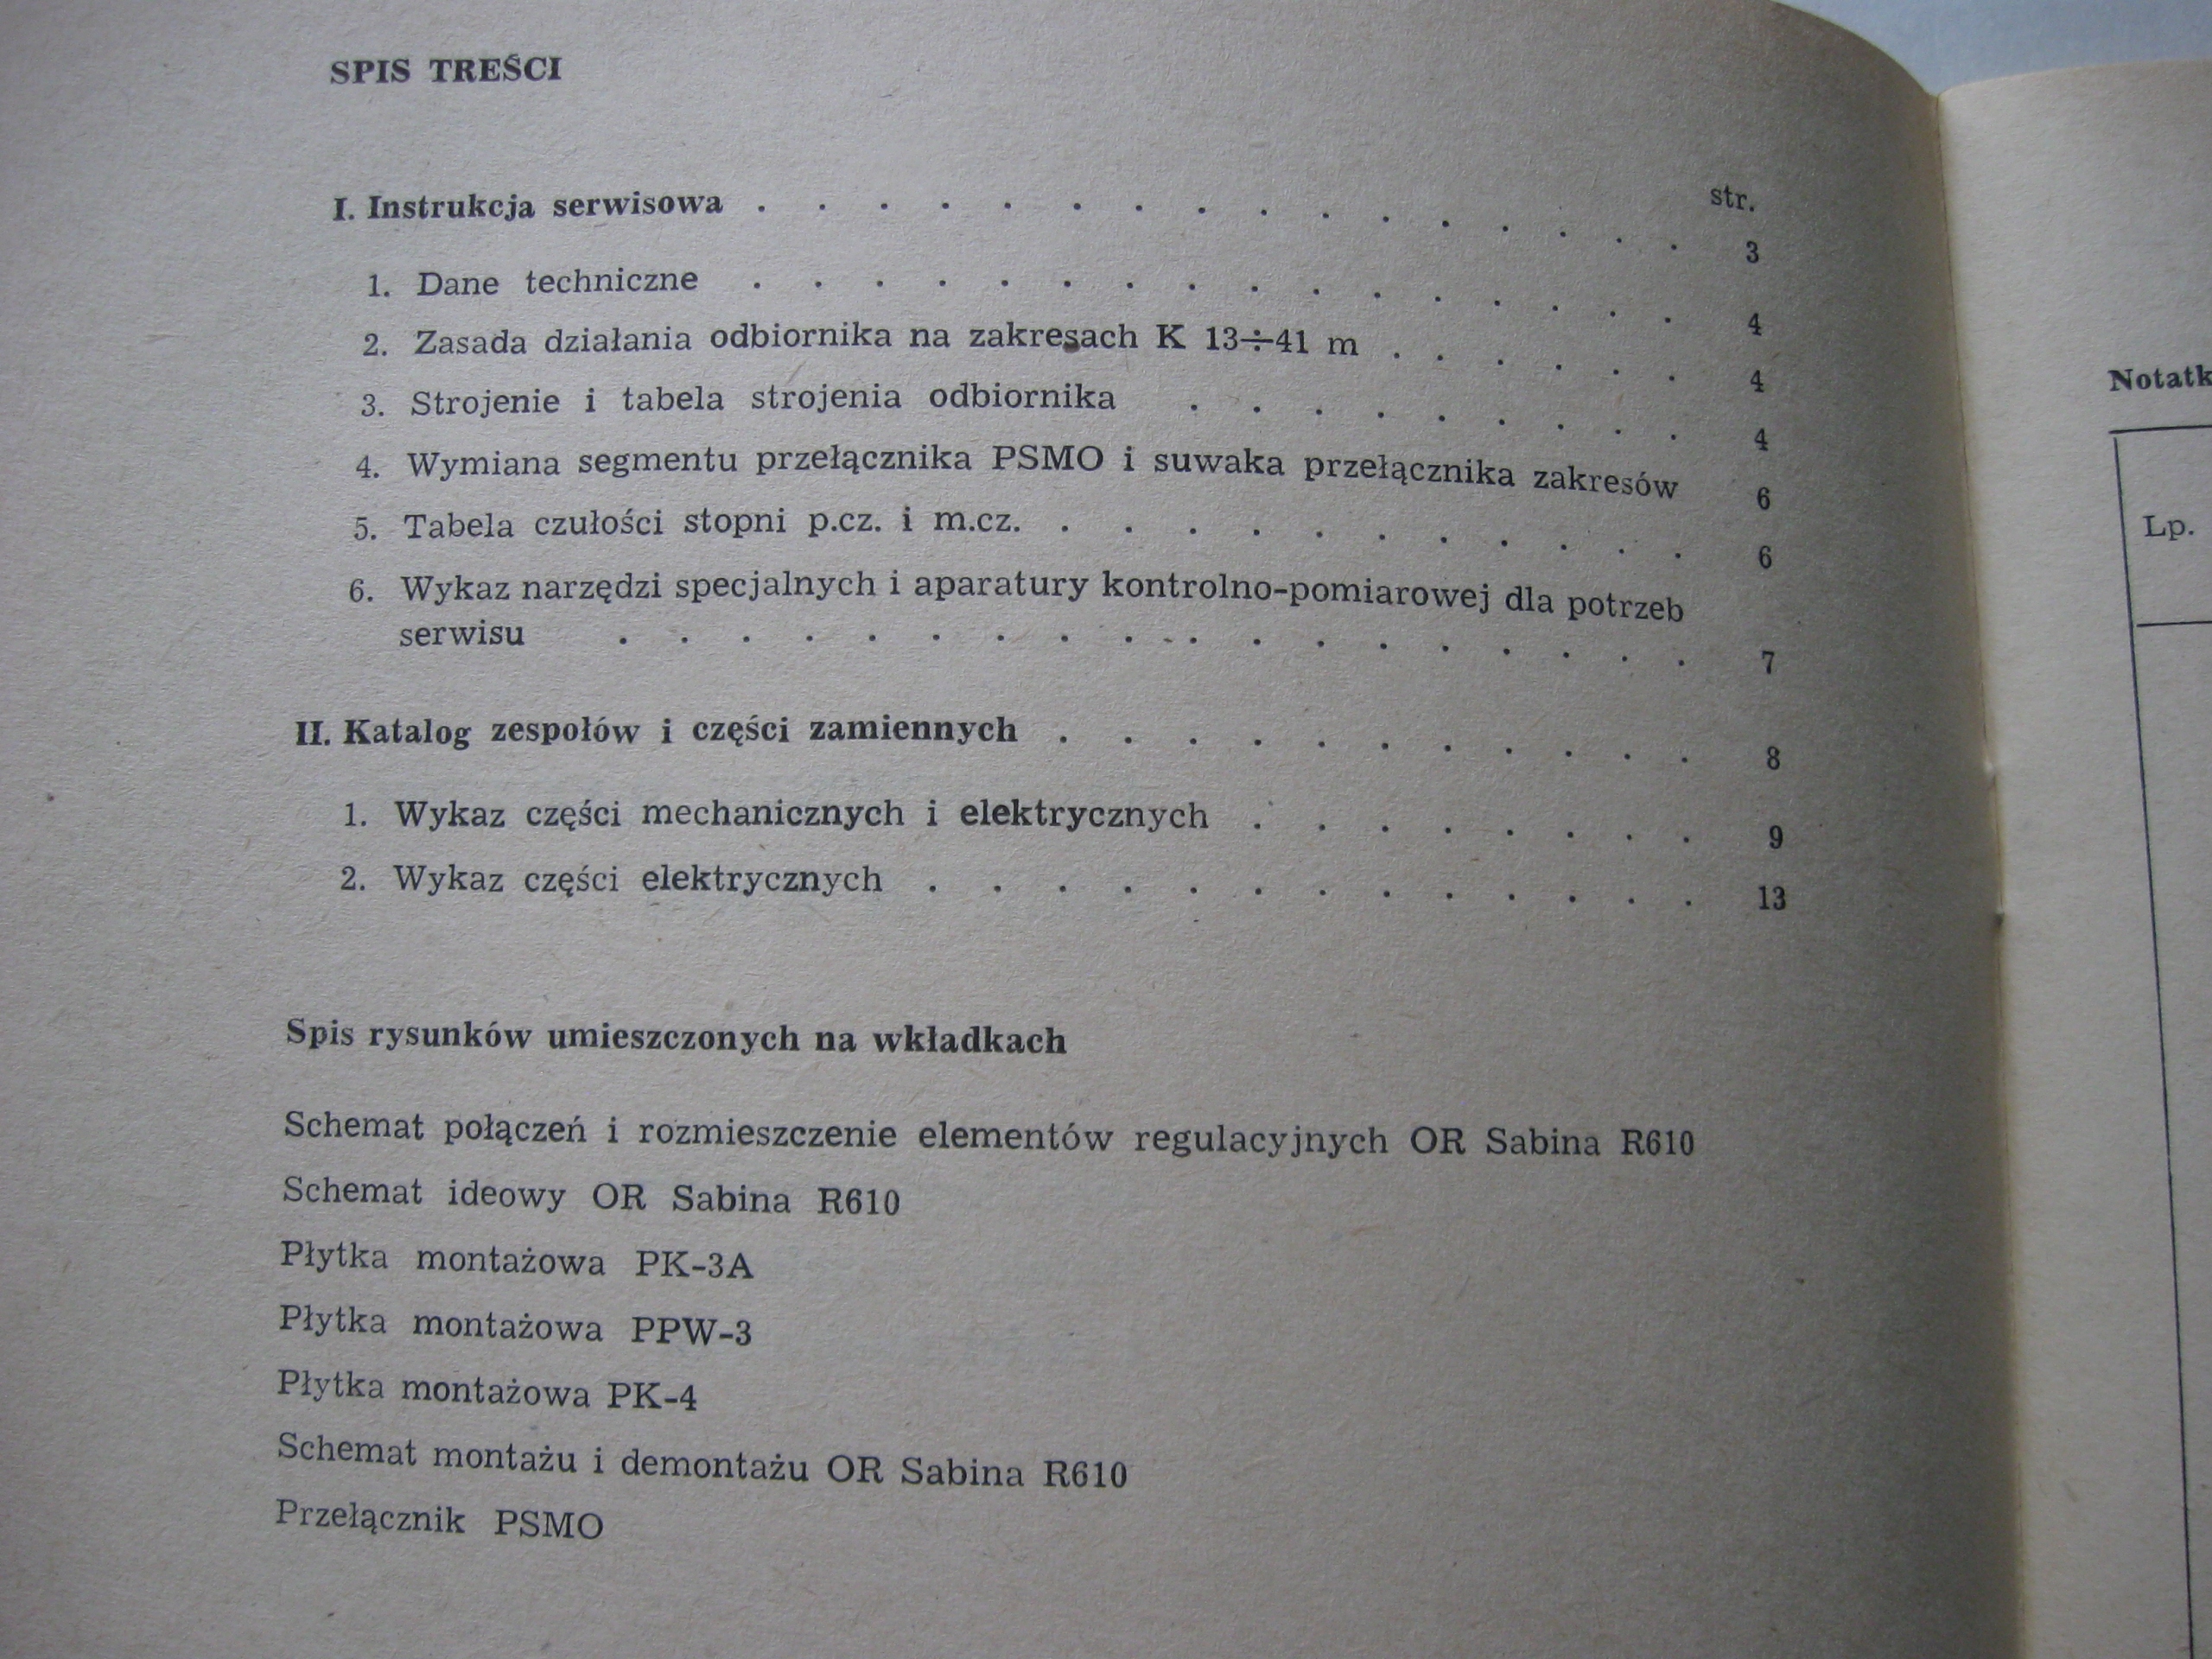 SPIS TREŚCI
str.
I. Instrukcja serwisowa . . . . . . . . . . . . . . . . 3
1. Dane techniczne . . . . . . . . . . . . . . . . 4
2. Zasada działania odbiornika na zakresach K 13÷41 m . . . . . . 4
3. Strojenie i tabela strojenia odbiornika . . . . . . . . . 4
4. Wymiana segmentu przełącznika PSMO i suwaka przełącznika zakresów 6
5. Tabela czułości stopni p.cz. i m.cz. . . . . . . . . . . . 6
6. Wykaz narzędzi specjalnych i aparatury kontrolno-pomiarowej dla potrzeb
serwisu . . . . . . . . . . . . . . . . . . 7
II. Katalog zespołów i części zamiennych . . . . . . . . . . . 8
1. Wykaz części mechanicznych i elektrycznych . . . . . . . . 9
2. Wykaz części elektrycznych . . . . . . . . . . . . . 13
Spis rysunków umieszczonych na wkładkach
Schemat połączeń i rozmieszczenie elementów regulacyjnych OR Sabina R610
Schemat ideowy OR Sabina R610
Płytka montażowa PK-3A
Płytka montażowa PPW-3
Płytka montażowa PK-4
Schemat montażu i demontażu OR Sabina R610
Przełącznik PSMO
Notatk
Lp.